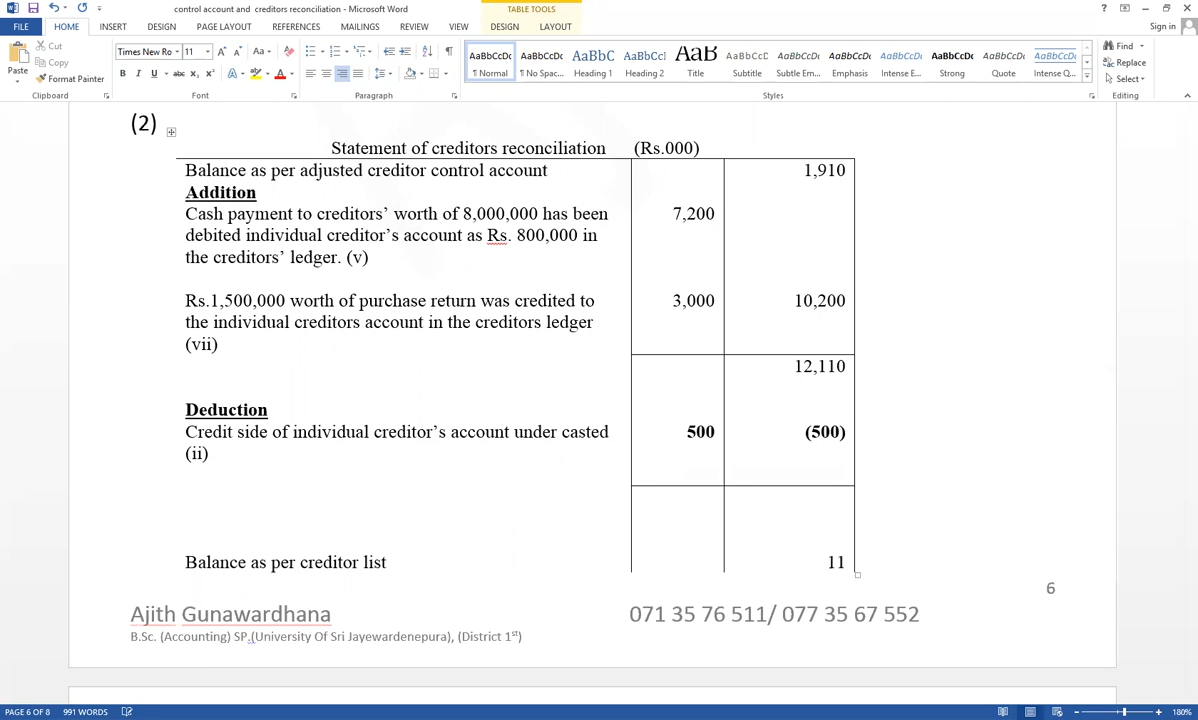 control account and creditors reconciliation - Microsoft Word
TABLE TOOLS
?
Sign in
FILE HOME INSERT DESIGN PAGE LAYOUT REFERENCES MAILINGS REVIEW VIEW DESIGN LAYOUT
Paste
Cut
Copy
Format Painter
Clipboard
Times New Ro 11
Aa
B I U abc x₂ x² A ab A
Font
Paragraph
AaBbCcDc AaBbCcDc AaBbC AaBbCcl AaB AaBbCcD AaBbCcDc AaBbCcDc AaBbCcDc AaBbCcDc AaBbCcDc AaBbCcDc
¶ Normal ¶ No Spac... Heading 1 Heading 2 Title Subtitle Subtle Em... Emphasis Intense E... Strong Quote Intense Q...
Styles
Find
Replace
Select
Editing
(2)
Statement of creditors reconciliation (Rs.000)
Balance as per adjusted creditor control account 1,910
Addition
Cash payment to creditors’ worth of 8,000,000 has been 7,200
debited individual creditor’s account as Rs. 800,000 in
the creditors’ ledger. (v)
Rs.1,500,000 worth of purchase return was credited to 3,000 10,200
the individual creditors account in the creditors ledger
(vii)
12,110
Deduction
Credit side of individual creditor’s account under casted 500 (500)
(ii)
Balance as per creditor list 11
6
Ajith Gunawardhana 071 35 76 511/ 077 35 67 552
B.Sc. (Accounting) SP.(University Of Sri Jayewardenepura), (District 1st)
PAGE 6 OF 8 991 WORDS
180%